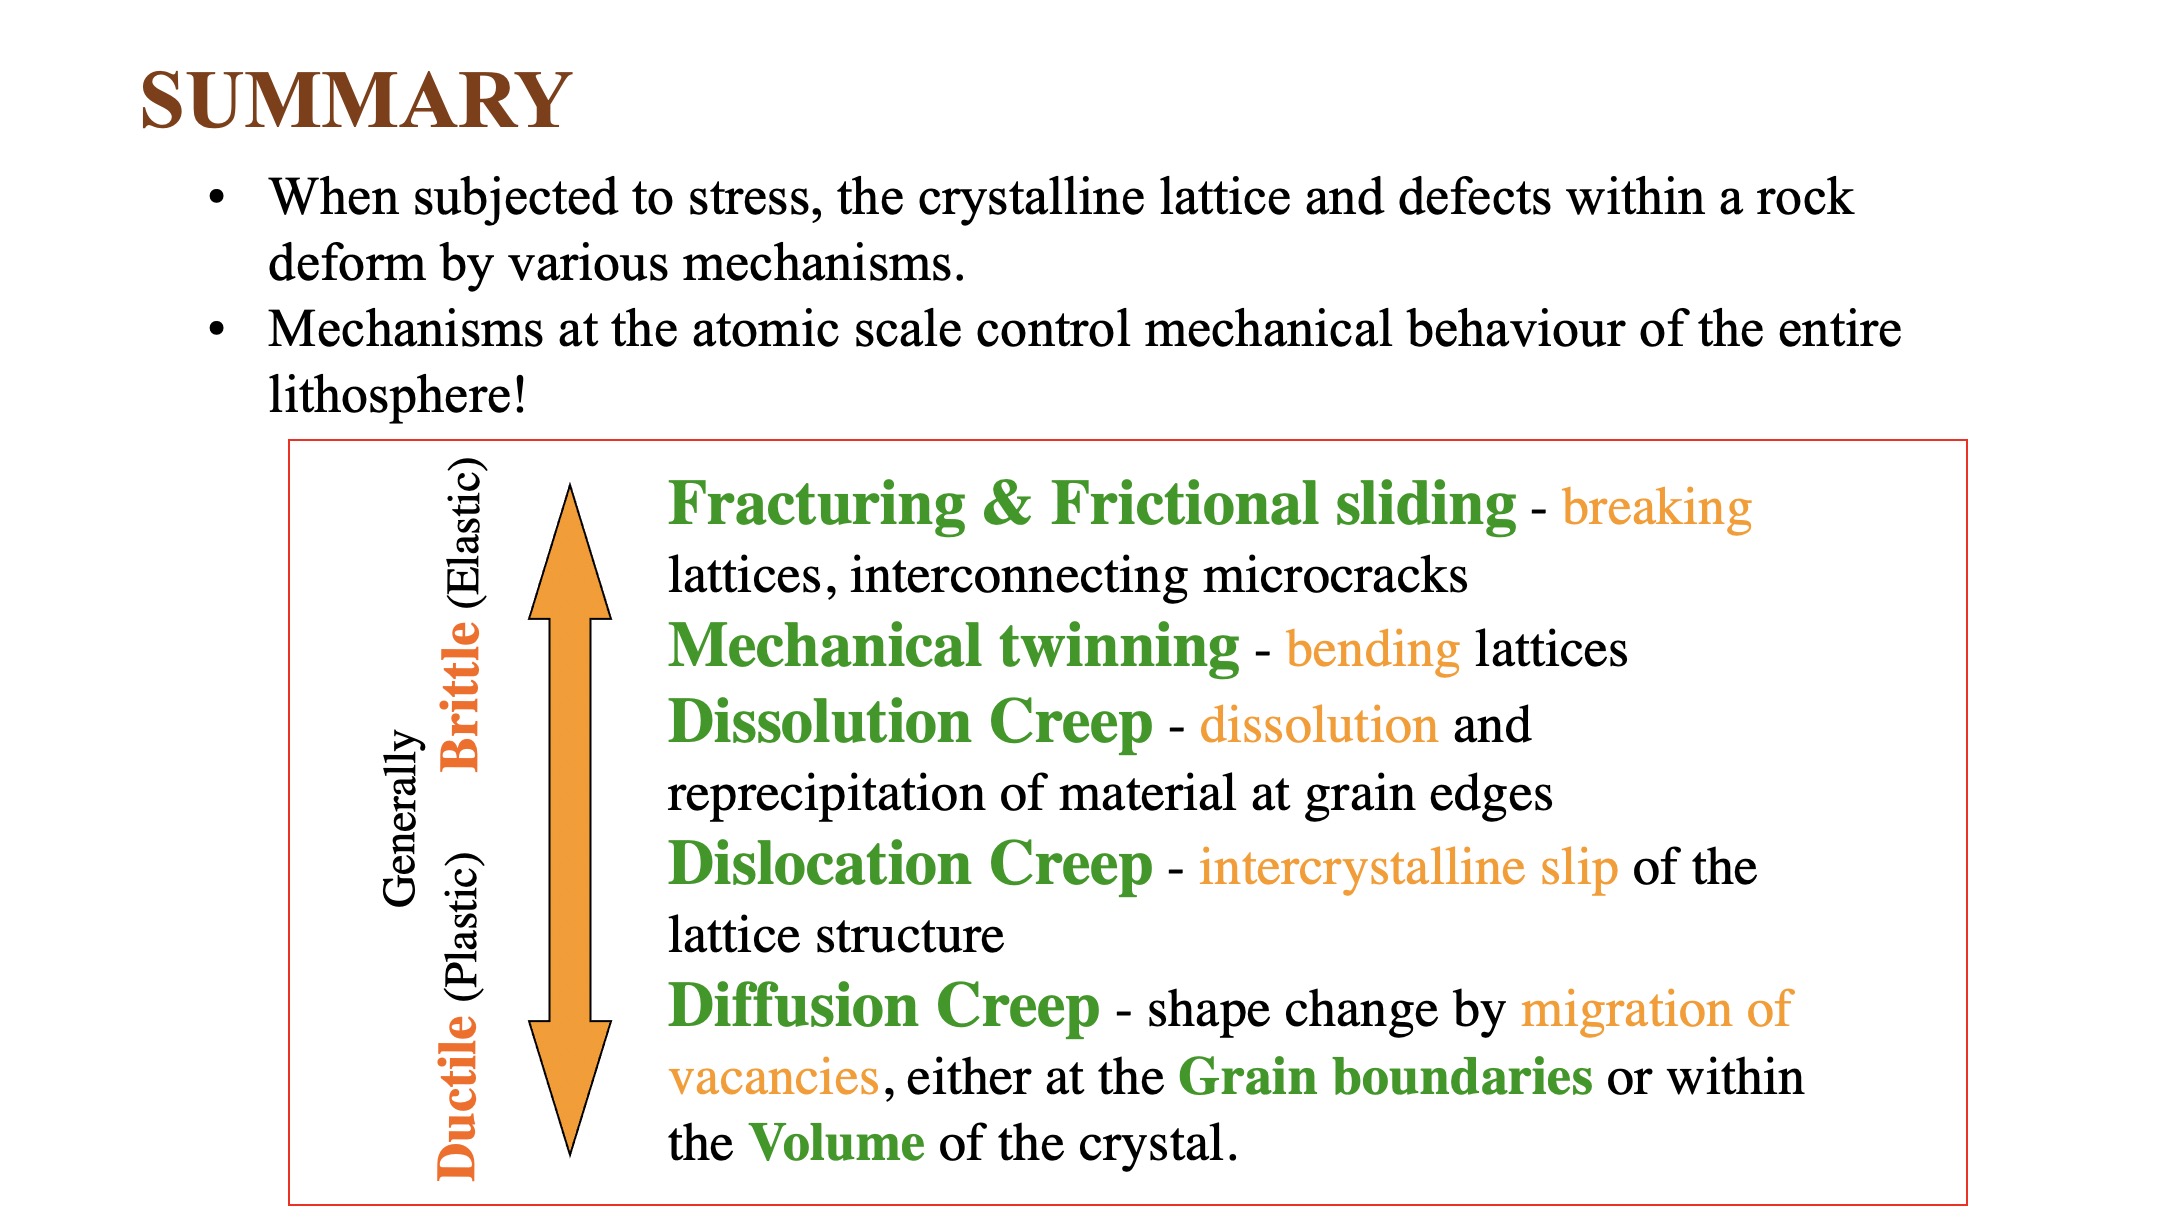 SUMMARY
• When subjected to stress, the crystalline lattice and defects within a rock
deform by various mechanisms.
• Mechanisms at the atomic scale control mechanical behaviour of the entire
lithosphere!
Generally
Brittle (Elastic)
Ductile (Plastic)
Fracturing & Frictional sliding - breaking
lattices, interconnecting microcracks
Mechanical twinning - bending lattices
Dissolution Creep - dissolution and
reprecipitation of material at grain edges
Dislocation Creep - intercrystalline slip of the
lattice structure
Diffusion Creep - shape change by migration of
vacancies, either at the Grain boundaries or within
the Volume of the crystal.